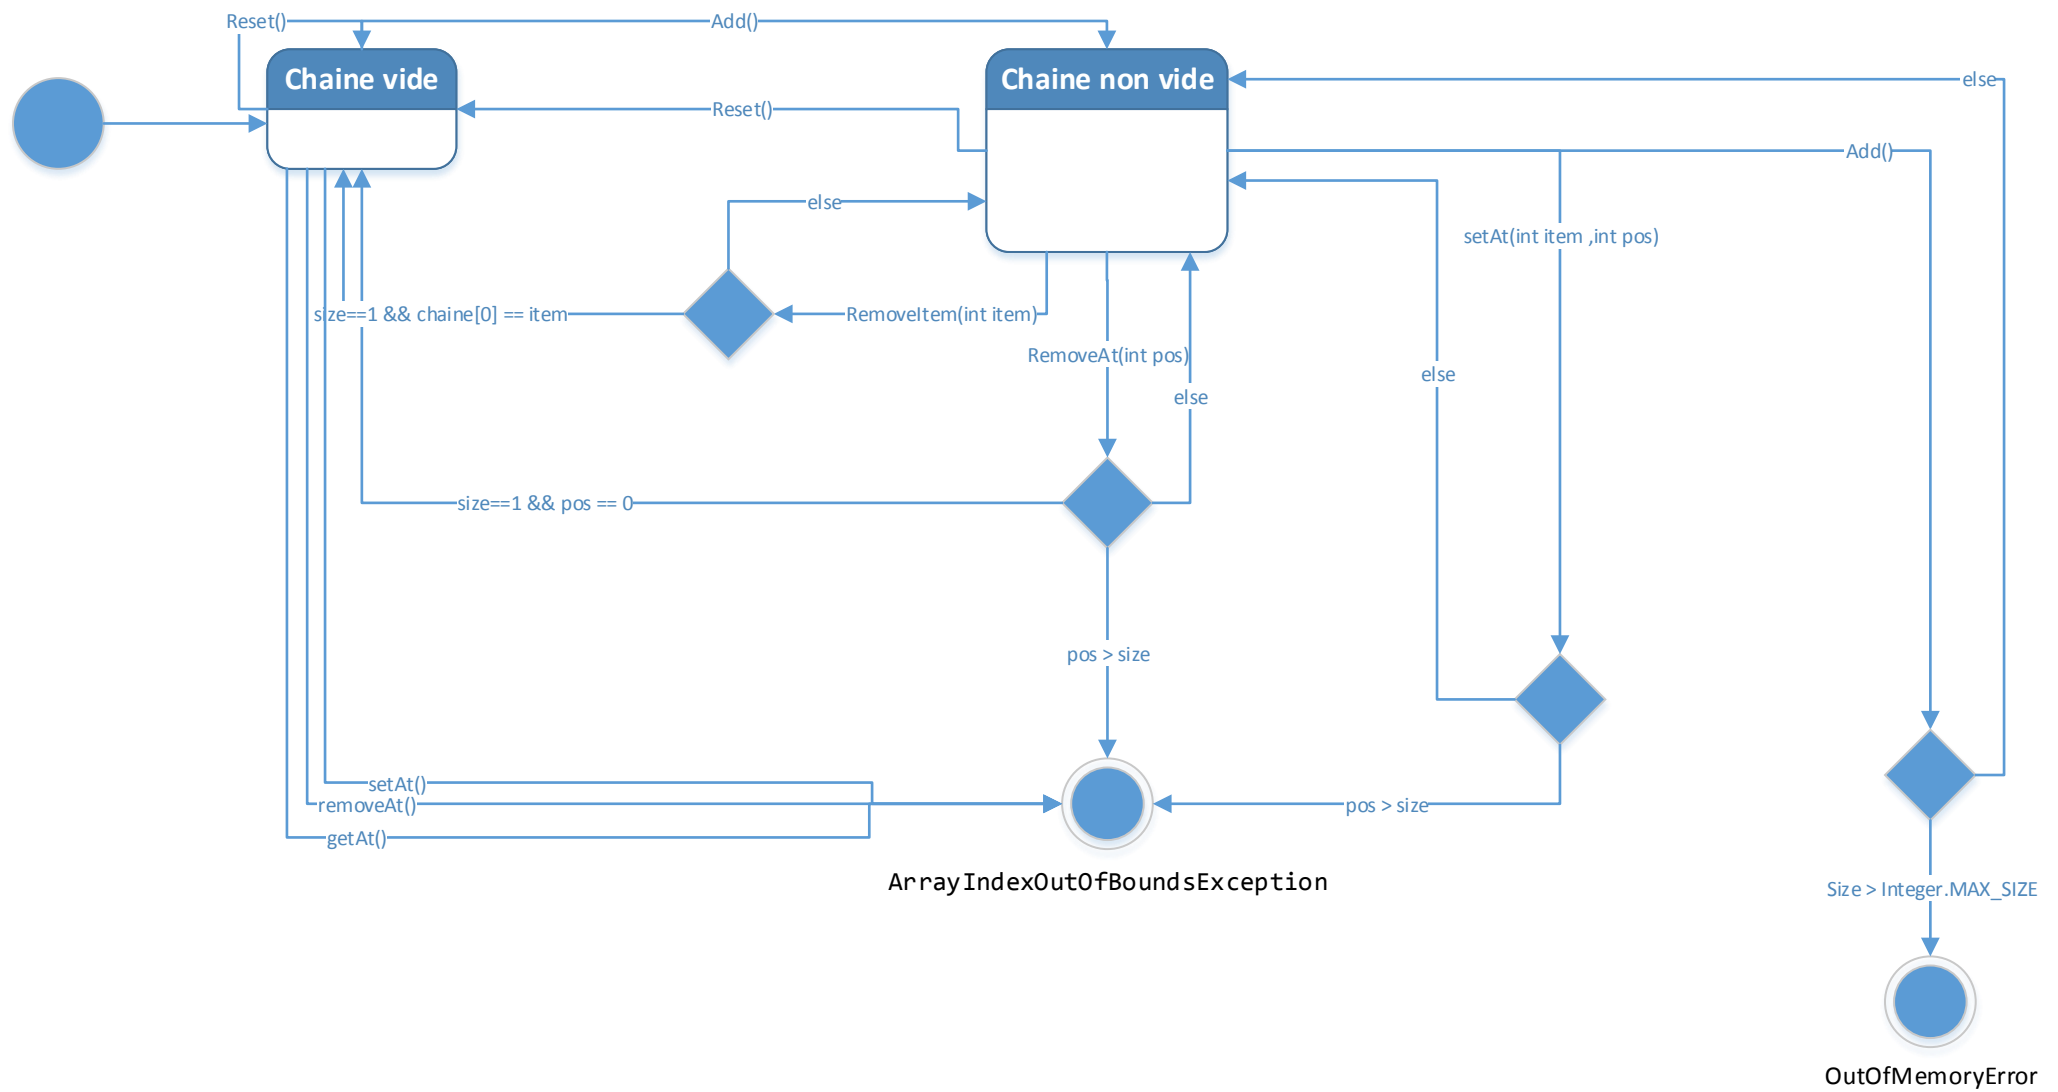 Reset()
Add()
Chaine vide
Chaine non vide
else
Reset()
Add()
else
setAt(int item ,int pos)
size==1 && chaine[0] == item
RemoveItem(int item)
RemoveAt(int pos)
else
else
size==1 && pos == 0
pos > size
setAt()
removeAt()
pos > size
getAt()
ArrayIndexOutOfBoundsException
Size > Integer.MAX_SIZE
OutOfMemoryError